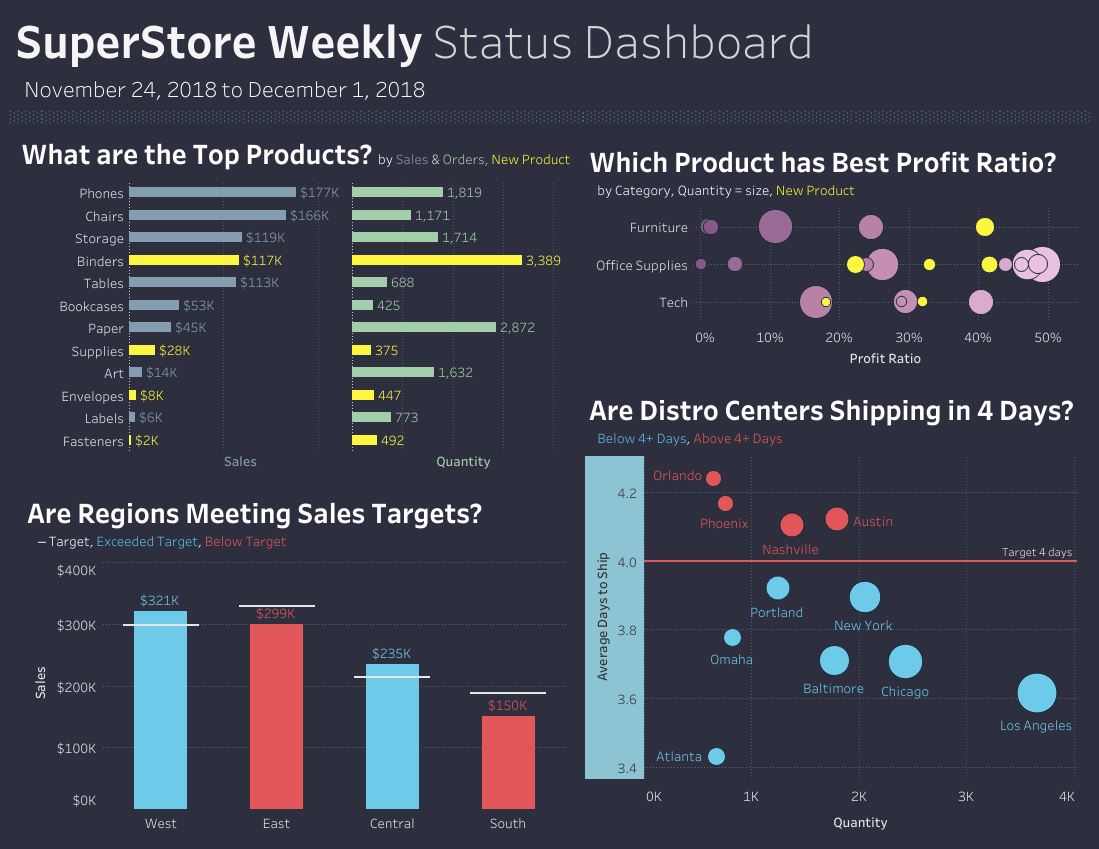 SuperStore Weekly Status Dashboard
November 24, 2018 to December 1, 2018
What are the Top Products? by Sales & Orders, New Product
Phones $177K 1,819
Chairs $166K 1,171
Storage $119K 1,714
Binders $117K 3,389
Tables $113K 688
Bookcases $53K 425
Paper $45K 2,872
Supplies $28K 375
Art $14K 1,632
Envelopes $8K 447
Labels $6K 773
Fasteners $2K 492
Sales Quantity
Which Product has Best Profit Ratio?
by Category, Quantity = size, New Product
Furniture
Office Supplies
Tech
0% 10% 20% 30% 40% 50%
Profit Ratio
Are Regions Meeting Sales Targets?
– Target, Exceeded Target, Below Target
$400K
$321K
$299K
$300K
$235K
$200K
$150K
$100K
$0K
Sales
West East Central South
Are Distro Centers Shipping in 4 Days?
Below 4+ Days, Above 4+ Days
Orlando
4.2
Phoenix
Austin
Nashville
Target 4 days
4.0
Portland
New York
3.8
Omaha
Baltimore
Chicago
3.6
Los Angeles
Atlanta
3.4
Average Days to Ship
0K 1K 2K 3K 4K
Quantity